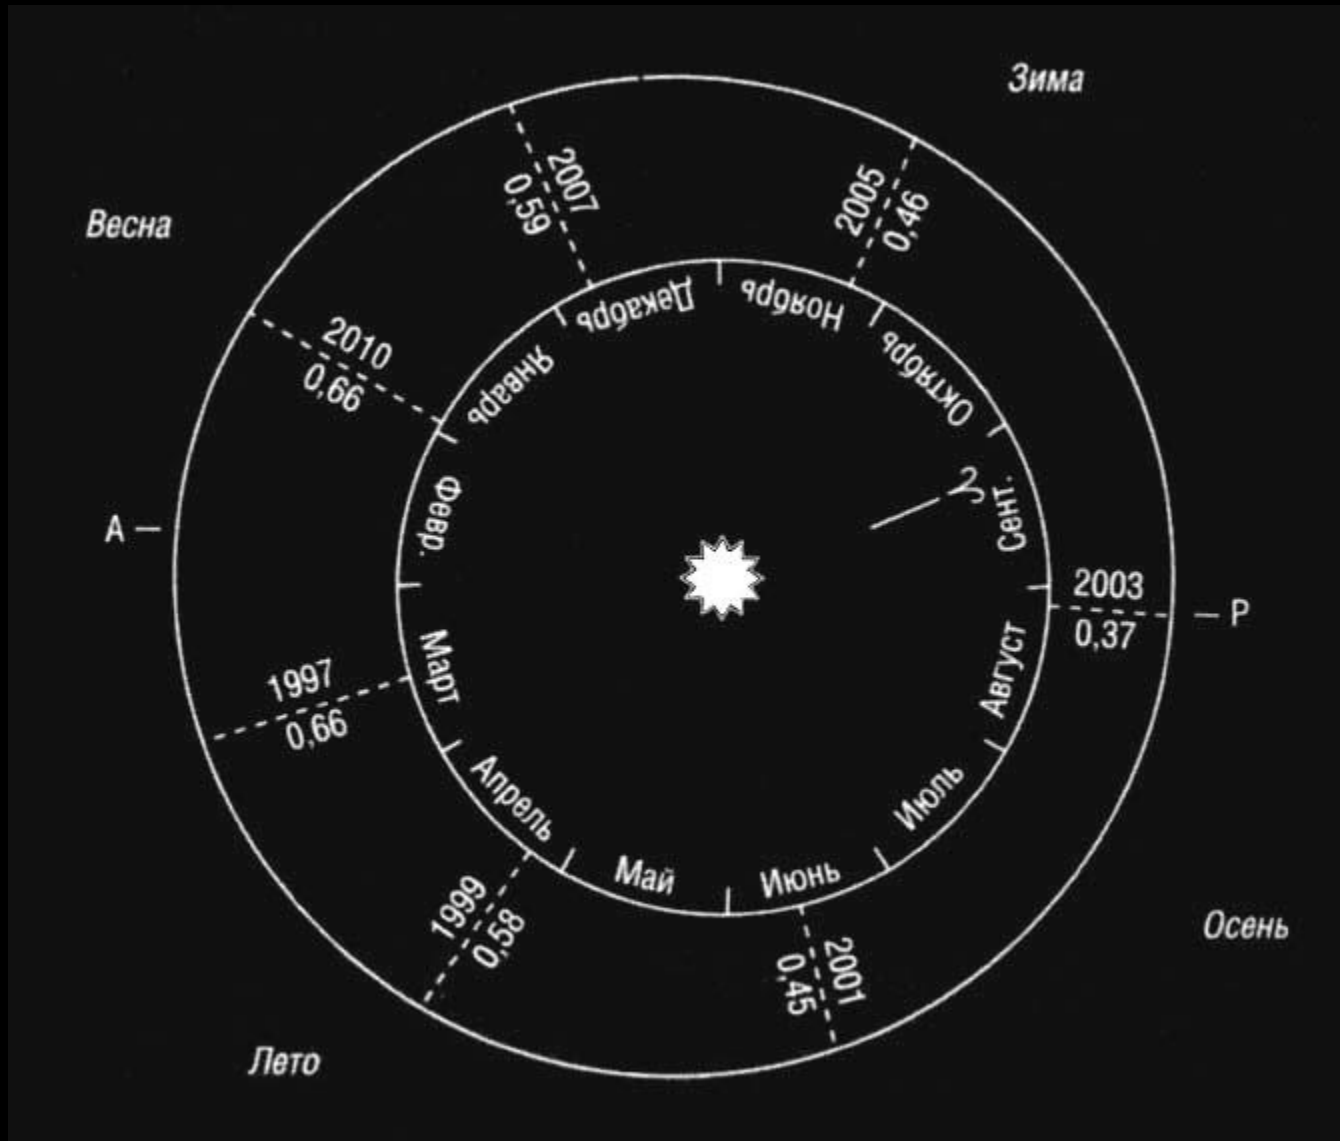 Зима
Весна
2007
0,59
2005
0,46
2010
0,66
Декабрь
Ноябрь
Январь
Октябрь
Февр.
Сент.
А
2003
0,37
Р
Март
Август
1997
0,66
Апрель
Июль
Май
Июнь
1999
0,58
2001
0,45
Осень
Лето